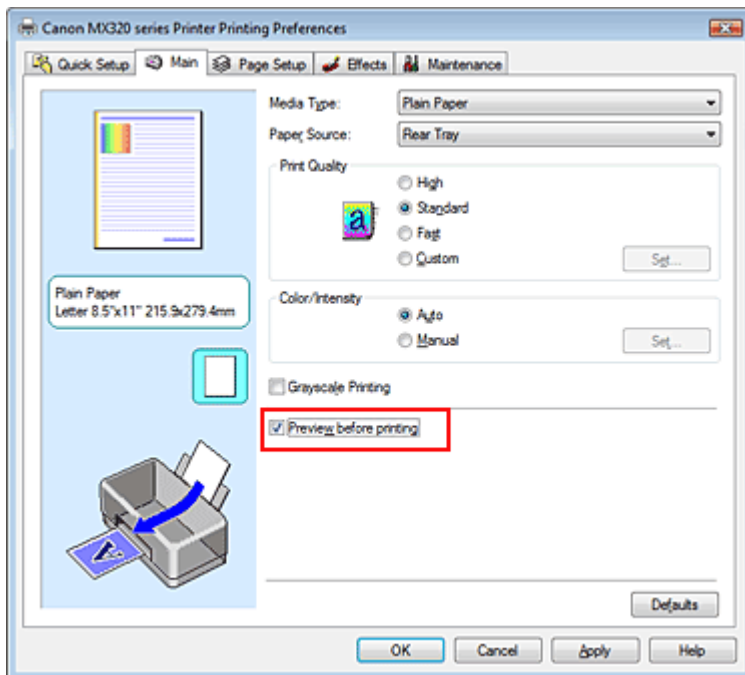 Canon MX320 series Printer Printing Preferences
Quick Setup Main Page Setup Effects Maintenance
Media Type: Plain Paper
Paper Source: Rear Tray
Print Quality
High
a Standard
Fast
Custom Set...
Plain Paper
Letter 8.5"x11" 215.9x279.4mm
Color/Intensity
Auto
Manual Set...
Grayscale Printing
Preview before printing
A
Defaults
OK Cancel Apply Help